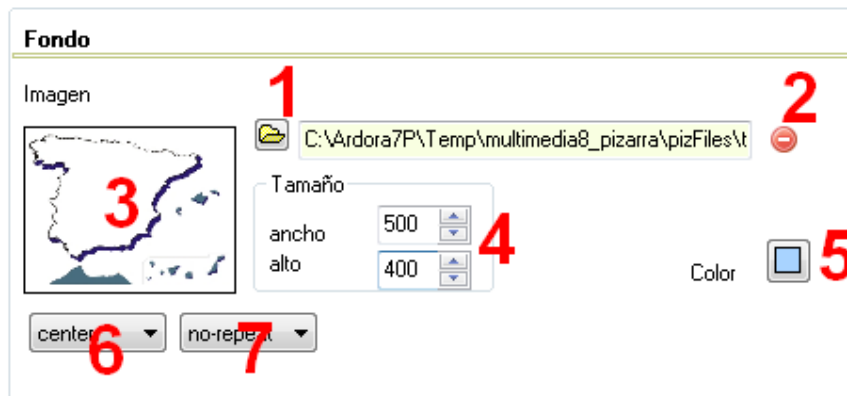 Fondo
Imagen
1
2
C:\Ardora7P\Temp\multimedia8_pizarra\pizFiles\t
3
Tamaño
ancho 500
alto 400
4
Color
5
center
6
no-repeat
7